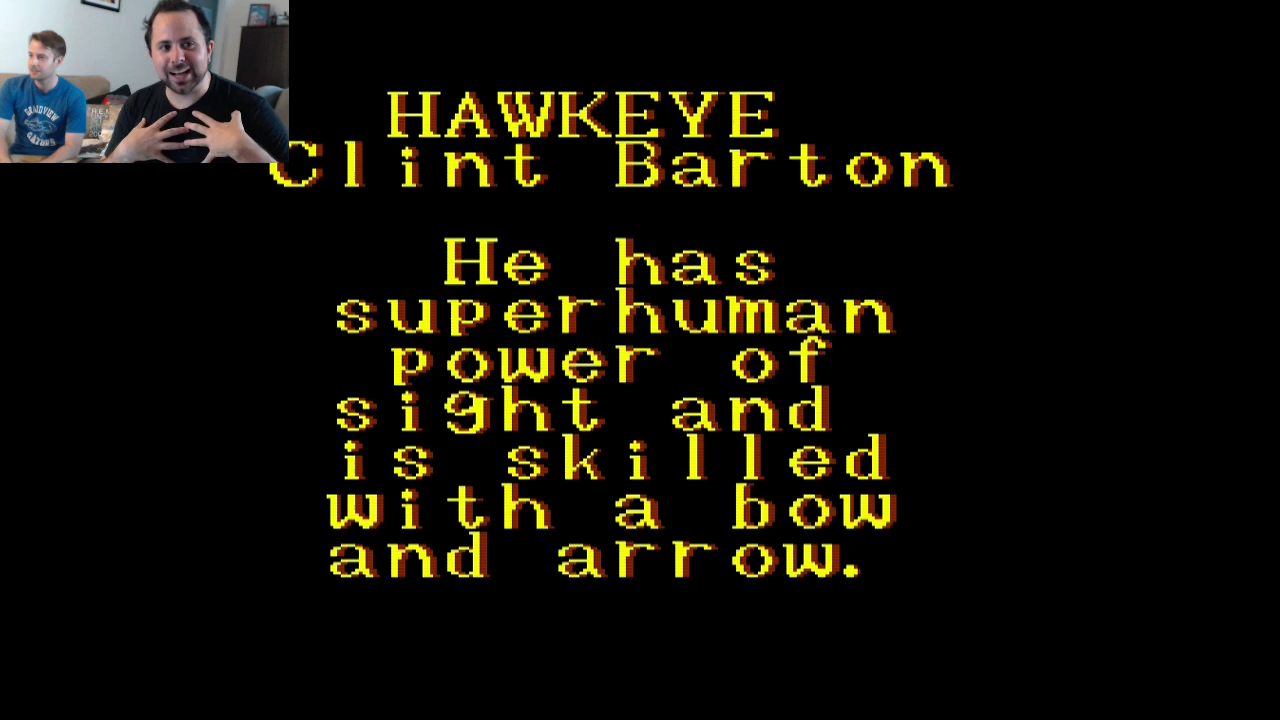 HAWKEYE
Clint Barton
He has
superhuman
power of
sight and
is skilled
with a bow
and arrow.